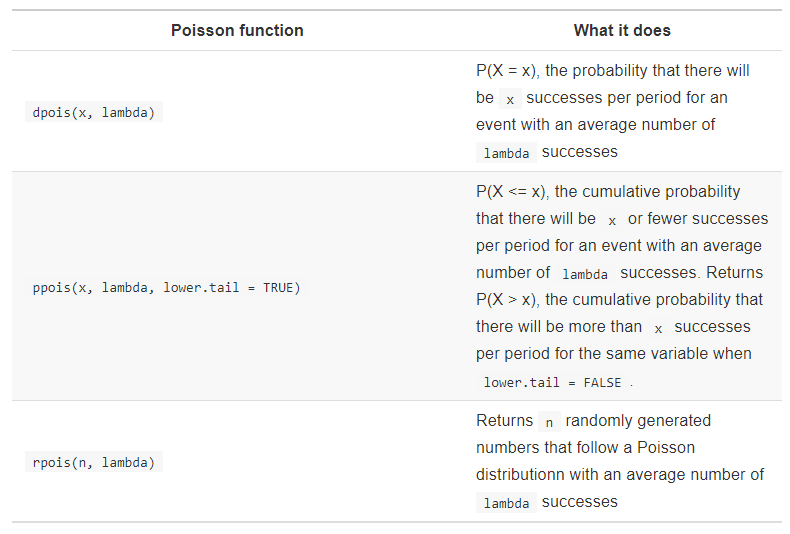 Poisson function What it does
P(X = x), the probability that there will
be x successes per period for an
dpois(x, lambda)
event with an average number of
lambda successes
P(X <= x), the cumulative probability
that there will be x or fewer successes
per period for an event with an average
number of lambda successes. Returns
ppois(x, lambda, lower.tail = TRUE)
P(X > x), the cumulative probability that
there will be more than x successes
per period for the same variable when
lower.tail = FALSE .
Returns n randomly generated
numbers that follow a Poisson
rpois(n, lambda)
distributionn with an average number of
lambda successes